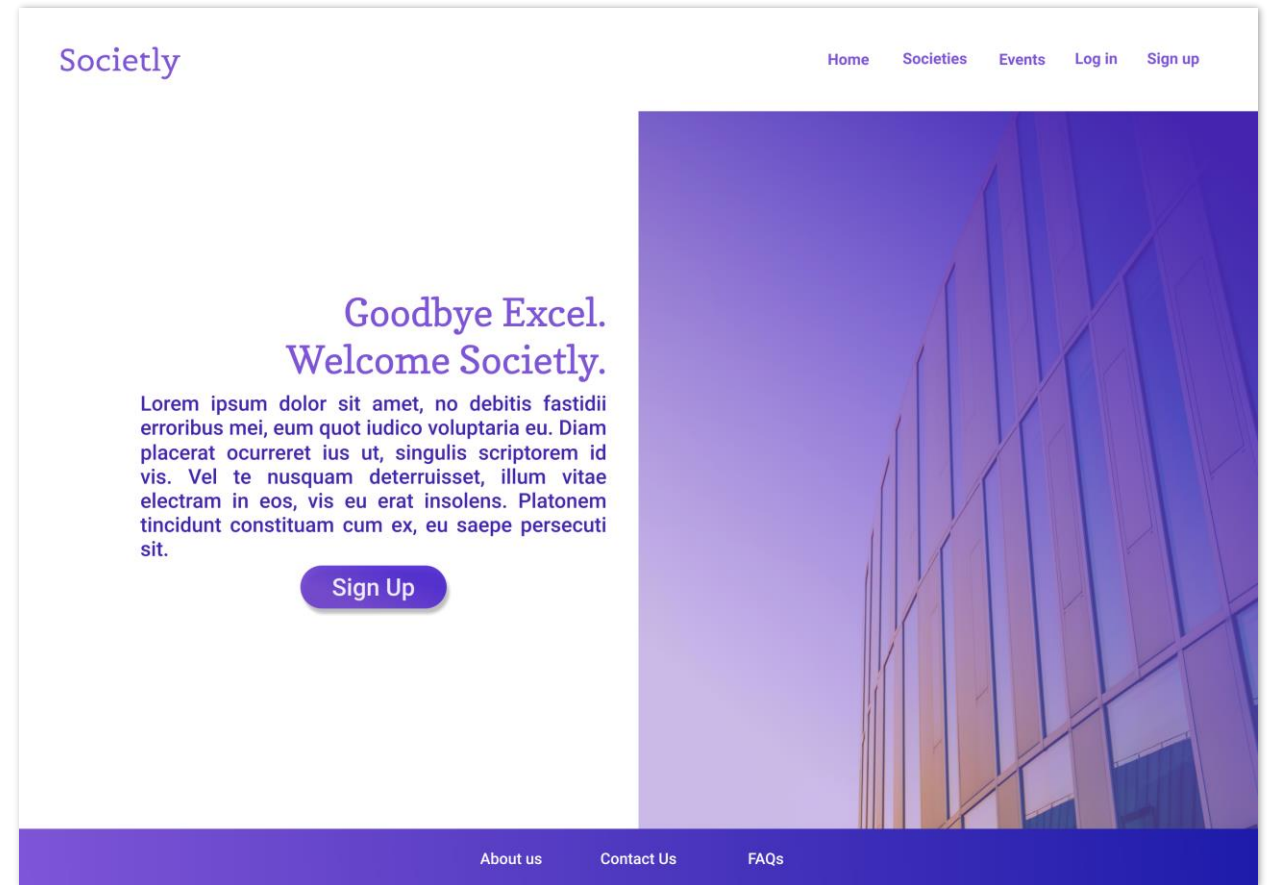 Societly
Home Societies Events Log in Sign up
Goodbye Excel.
Welcome Societly.
Lorem ipsum dolor sit amet, no debitis fastidii
erroribus mei, eum quot iudico voluptaria eu. Diam
placerat ocurreret ius ut, singulis scriptorem id
vis. Vel te nusquam deterruisset, illum vitae
electram in eos, vis eu erat insolens. Platonem
tincidunt constituam cum ex, eu saepe persecuti
sit.
Sign Up
About us Contact Us FAQs